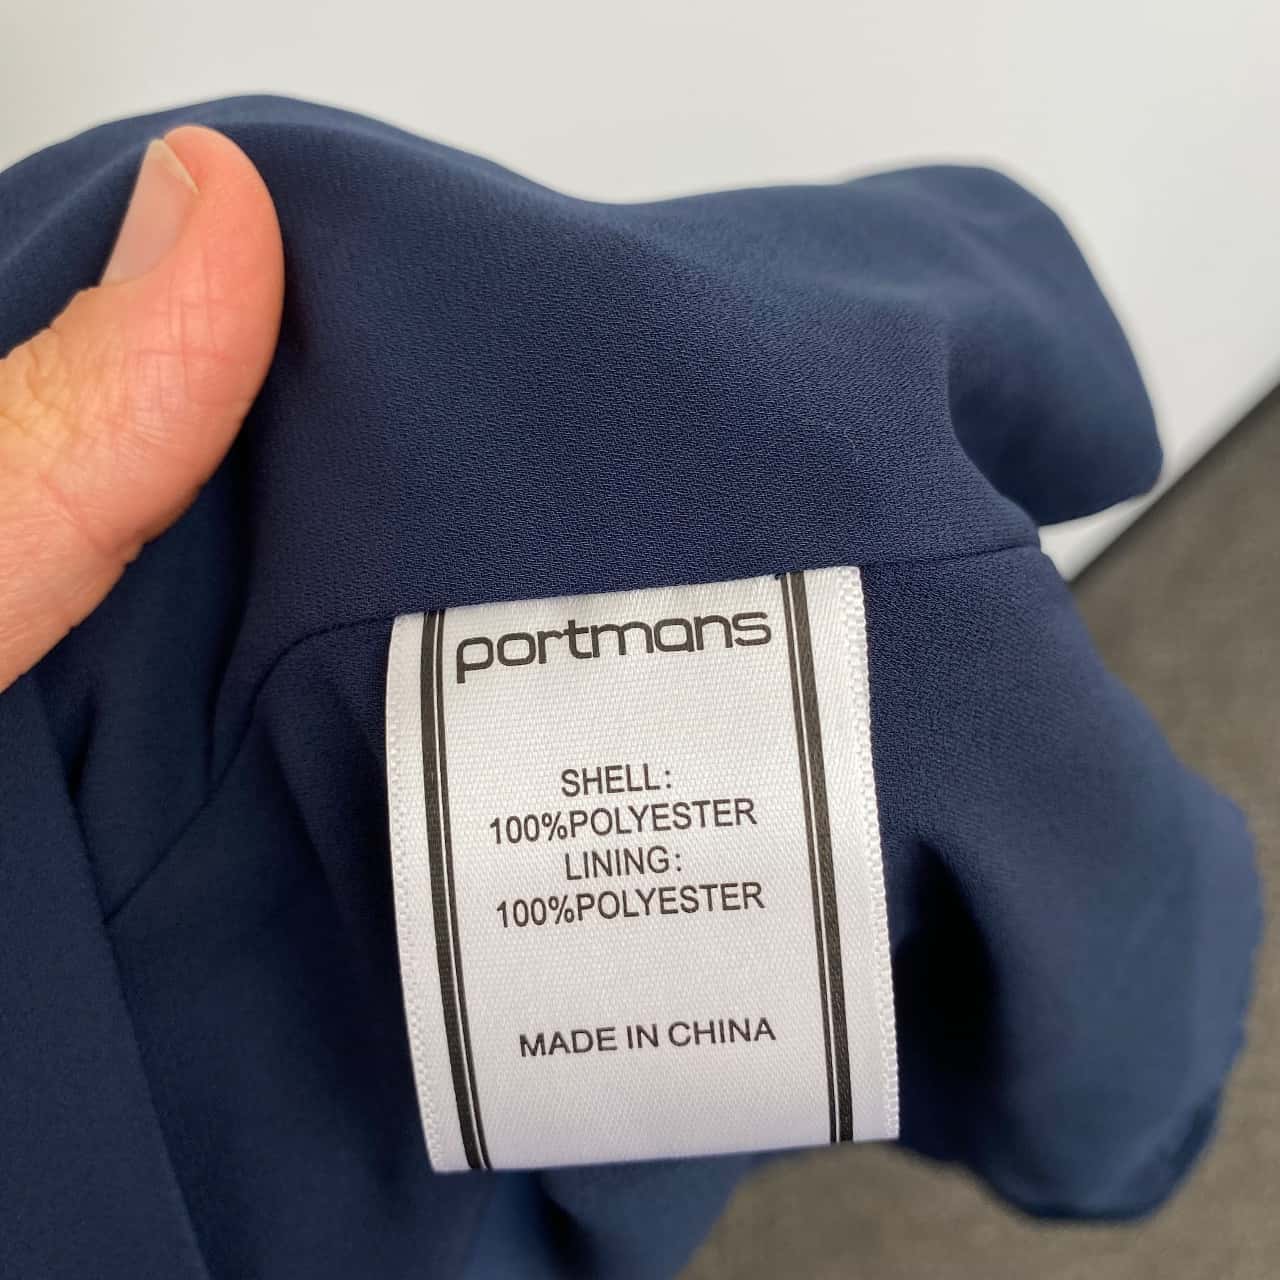 portmans
SHELL:
100%POLYESTER
LINING:
100%POLYESTER
MADE IN CHINA